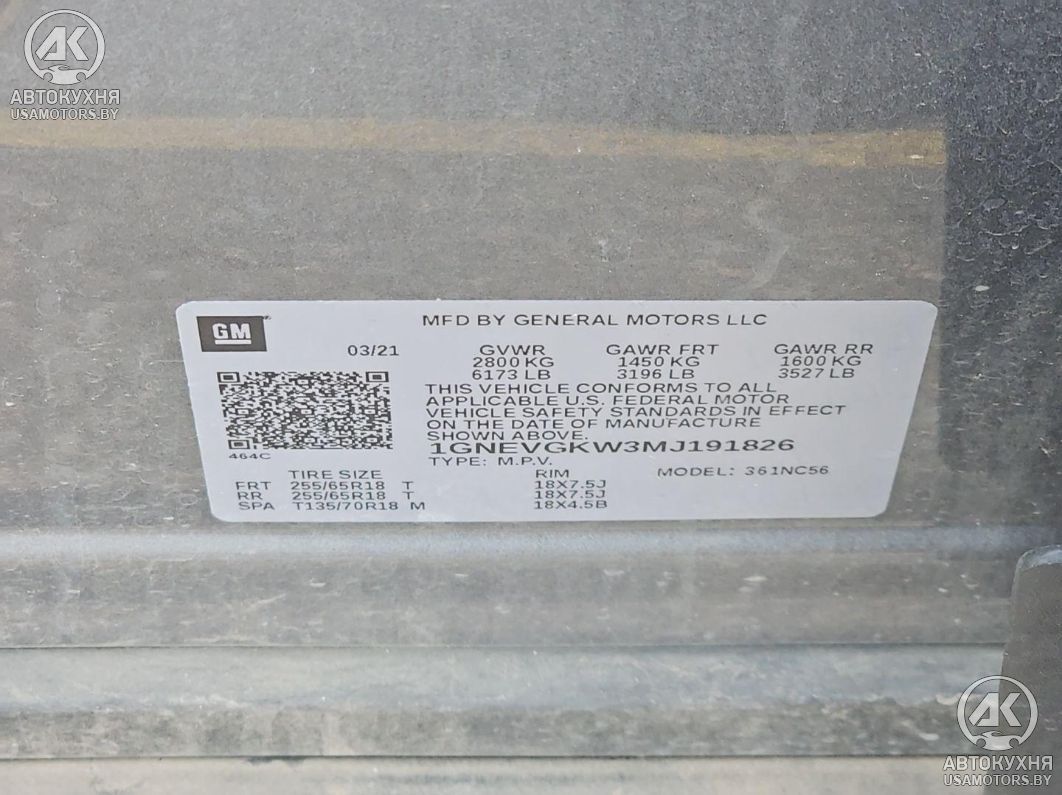 АК
АВТОКУХНЯ
USAMOTORS.BY
GM
MFD BY GENERAL MOTORS LLC
03/21 GVWR GAWR FRT GAWR RR
2800 KG 1450 KG 1600 KG
6173 LB 3196 LB 3527 LB
THIS VEHICLE CONFORMS TO ALL
APPLICABLE U.S. FEDERAL MOTOR
VEHICLE SAFETY STANDARDS IN EFFECT
ON THE DATE OF MANUFACTURE
SHOWN ABOVE.
1GNEVGKW3MJ191826
464C
TYPE: M.P.V. MODEL: 361NC56
TIRE SIZE RIM
FRT 255/65R18 T 18X7.5J
RR 255/65R18 T 18X7.5J
SPA T135/70R18 M 18X4.5B
АК
АВТОКУХНЯ
USAMOTORS.BY